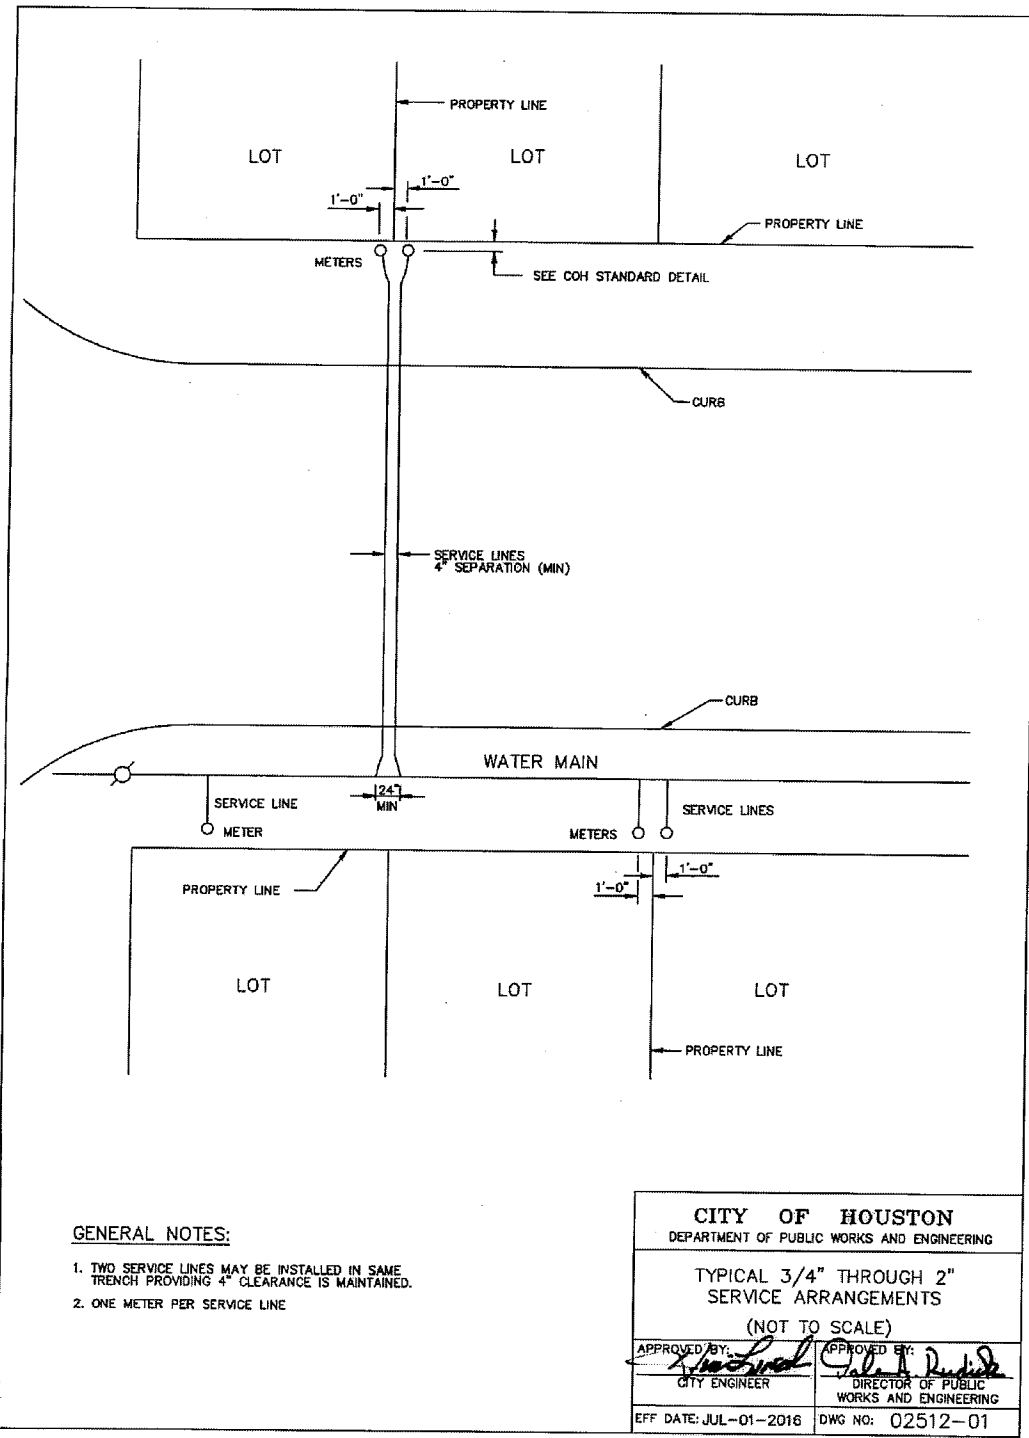 PROPERTY LINE
LOT
LOT
LOT
1'-0"
1'-0"
PROPERTY LINE
METERS
SEE COH STANDARD DETAIL
CURB
SERVICE LINES
4" SEPARATION (MIN)
CURB
WATER MAIN
24"
MIN
SERVICE LINE
METER
METERS
SERVICE LINES
1'-0"
1'-0"
PROPERTY LINE
LOT
LOT
LOT
PROPERTY LINE
GENERAL NOTES:
1. TWO SERVICE LINES MAY BE INSTALLED IN SAME
TRENCH PROVIDING 4" CLEARANCE IS MAINTAINED.
2. ONE METER PER SERVICE LINE
CITY OF HOUSTON
DEPARTMENT OF PUBLIC WORKS AND ENGINEERING
TYPICAL 3/4" THROUGH 2"
SERVICE ARRANGEMENTS
(NOT TO SCALE)
APPROVED BY:
CITY ENGINEER
APPROVED BY:
DIRECTOR OF PUBLIC
WORKS AND ENGINEERING
EFF DATE: JUL-01-2016
DWG NO: 02512-01